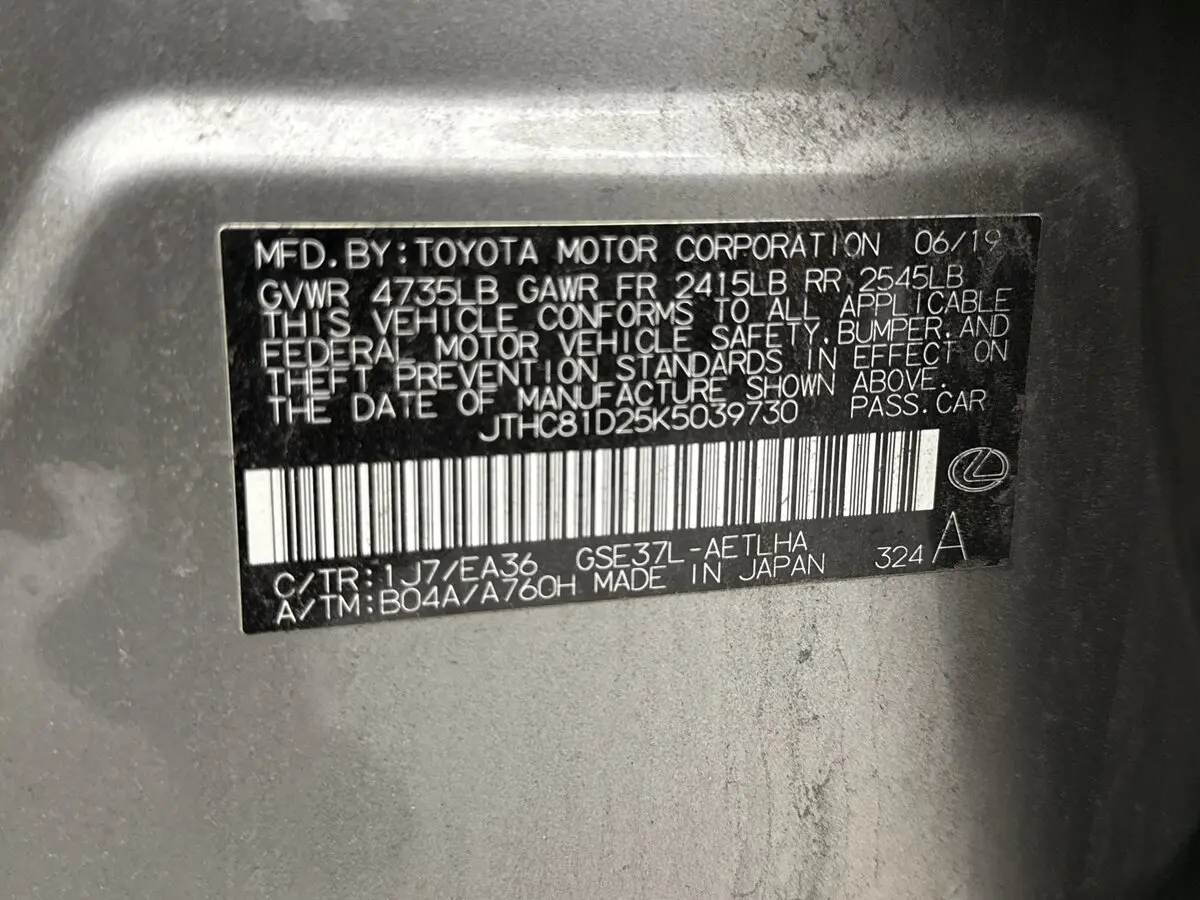 MFD.BY:TOYOTA MOTOR CORPORATION 06/19
GVWR 4735LB GAWR FR 2415LB RR 2545LB
THIS VEHICLE CONFORMS TO ALL APPLICABLE
FEDERAL MOTOR VEHICLE SAFETY,BUMPER,AND
THEFT PREVENTION STANDARDS IN EFFECT ON
THE DATE OF MANUFACTURE SHOWN ABOVE.
JTHC81D25K5039730 PASS.CAR
C/TR:1J7/EA36 GSE37L-AETLHA
A/TM:B04A/A760H MADE IN JAPAN 324 A